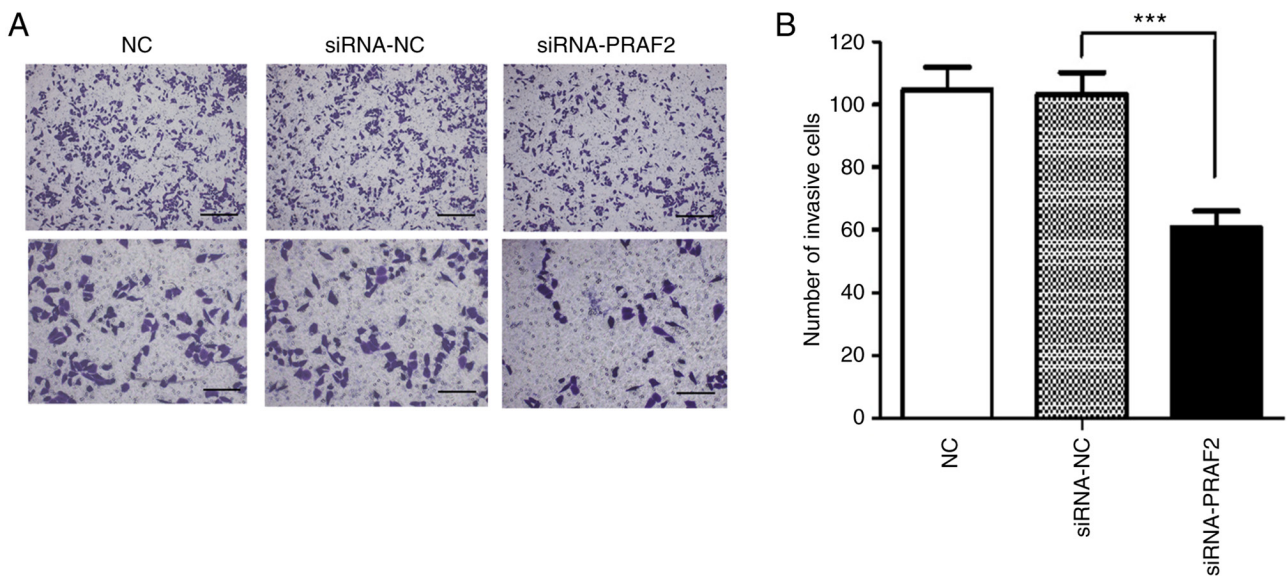 A
NC
siRNA-NC
siRNA-PRAF2
B
***
Number of invasive cells
120
100
80
60
40
20
0
NC
siRNA-NC
siRNA-PRAF2